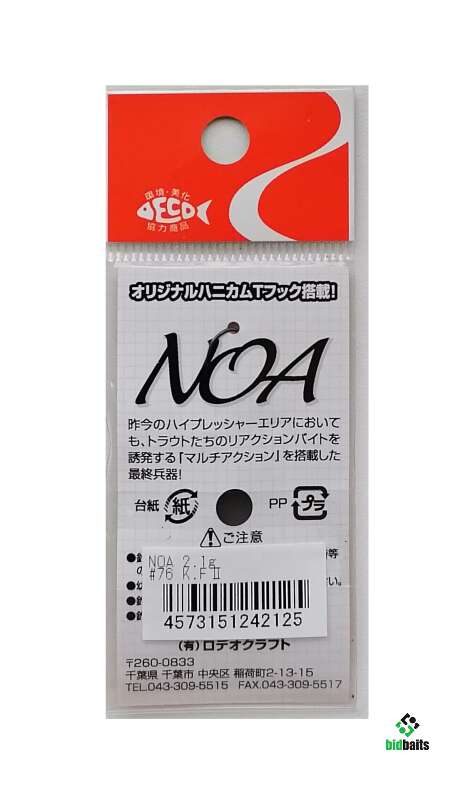 環境・美化
ECO
協力商品
オリジナルハニカムTフック搭載!
NOA
昨今のハイプレッシャーエリアにおいて
も、トラウトたちのリアクションバイトを
誘発する「マルチアクション」を搭載した
最終兵器!
台紙 紙 PP プラ
ご注意
NOA 2.1g
#76 K.FⅡ
4573151242125
(有)ロデオクラフト
〒260-0833
千葉県 千葉市 中央区 稲荷町2-13-15
TEL.043-309-5515 FAX.043-309-5517
bidbaits